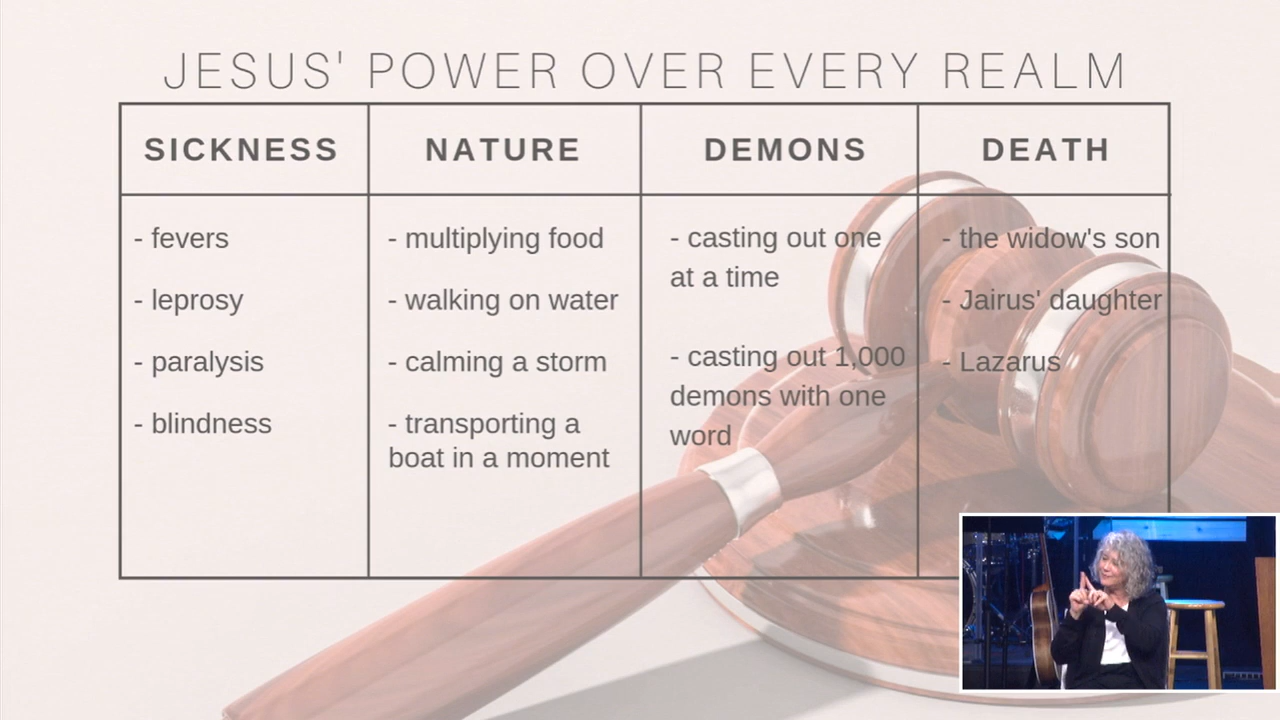 JESUS' POWER OVER EVERY REALM
SICKNESS
NATURE
DEMONS
DEATH
- fevers
- leprosy
- paralysis
- blindness
- multiplying food
- walking on water
- calming a storm
- transporting a
boat in a moment
- casting out one
at a time
- casting out 1,000
demons with one
word
- the widow's son
- Jairus' daughter
- Lazarus